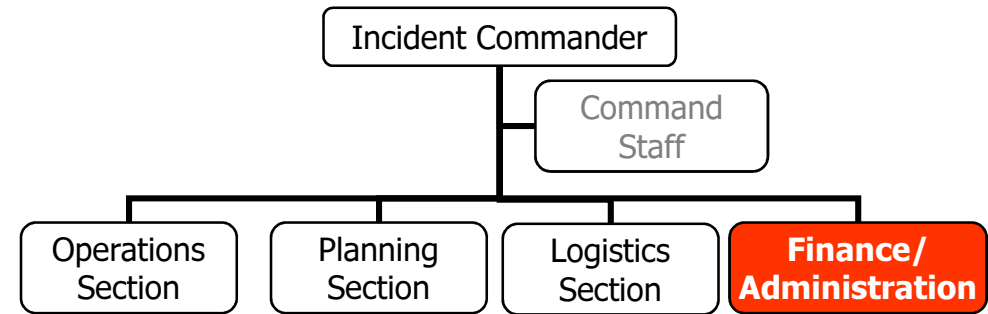 Incident Commander
Command
Staff
Operations
Section
Planning
Section
Logistics
Section
Finance/
Administration